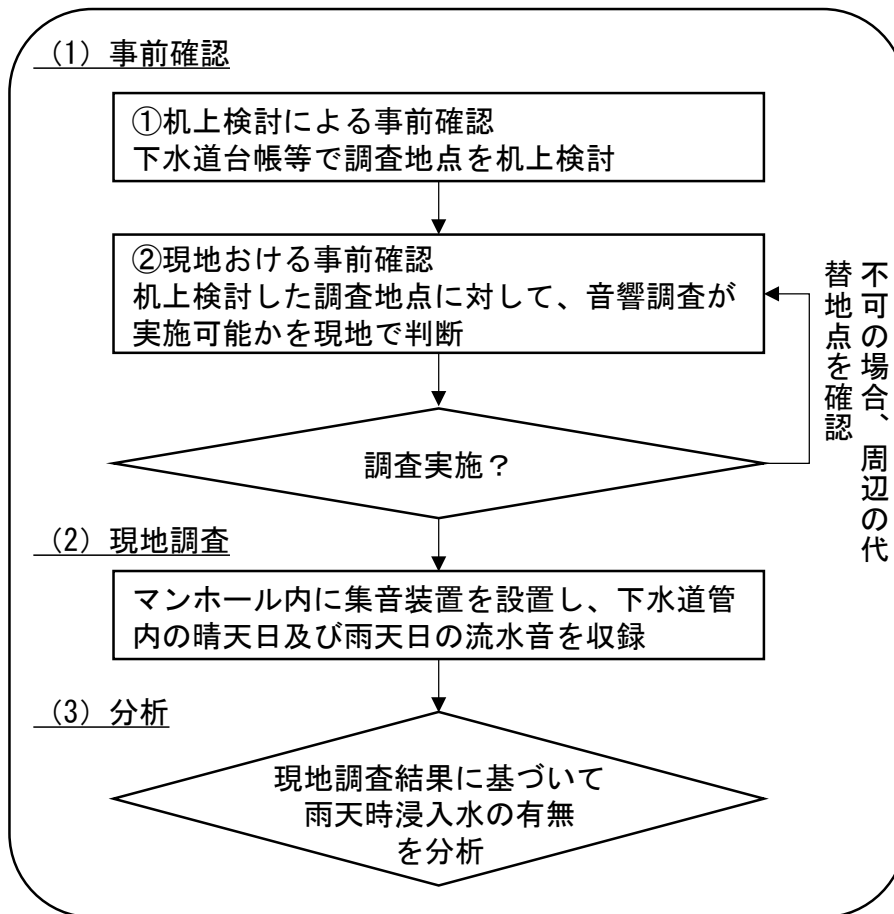 (1) 事前確認
①机上検討による事前確認
下水道台帳等で調査地点を机上検討
②現地おける事前確認
机上検討した調査地点に対して、音響調査が
実施可能かを現地で判断
不可の場合、周辺の代
替地点を確認
調査実施？
(2) 現地調査
マンホール内に集音装置を設置し、下水道管
内の晴天日及び雨天日の流水音を収録
(3) 分析
現地調査結果に基づいて
雨天時浸入水の有無
を分析